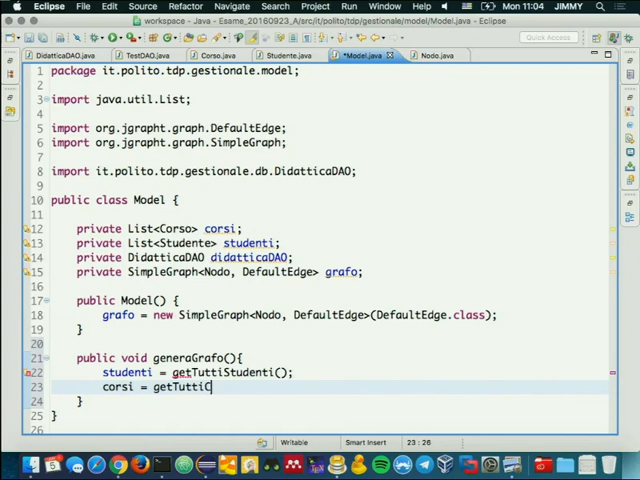 Eclipse File Edit Source Refactor Navigate Search Project Run Window Help Mon 11:04 JIMMY
workspace - Java - Esame_20160923/src/it/polito/tdp/gestionale/model/Model.java - Eclipse
Quick Access
DidatticaDAO.java TestDAO.java Corso.java Studente.java *Model.java Nodo.java
1 package it.polito.tdp.gestionale.model;
2
3 import java.util.List;
4
5 import org.jgrapht.graph.DefaultEdge;
6 import org.jgrapht.graph.SimpleGraph;
7
8 import it.polito.tdp.gestionale.db.DidatticaDAO;
9
10 public class Model {
11
12 private List<Corso> corsi;
13 private List<Studente> studenti;
14 private DidatticaDAO didatticaDAO;
15 private SimpleGraph<Nodo, DefaultEdge> grafo;
16
17 public Model() {
18 grafo = new SimpleGraph<Nodo, DefaultEdge>(DefaultEdge.class);
19 }
20
21 public void generaGrafo(){
22 studenti = getTuttiStudenti();
23 corsi = getTuttiC
24 }
25 }
26
Writable Smart Insert 23 : 26